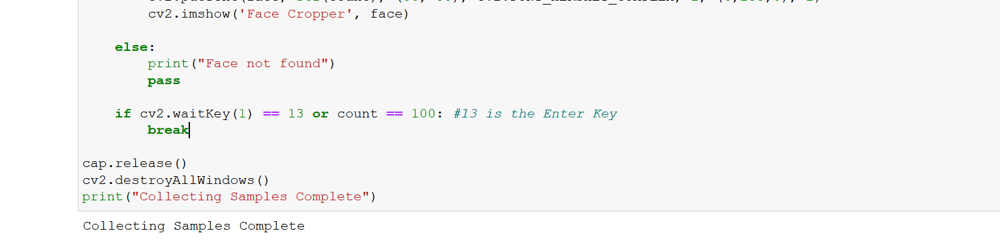 cv2.imshow('Face Cropper', face)
else:
print("Face not found")
pass
if cv2.waitKey(1) == 13 or count == 100: #13 is the Enter Key
break
cap.release()
cv2.destroyAllWindows()
print("Collecting Samples Complete")
Collecting Samples Complete